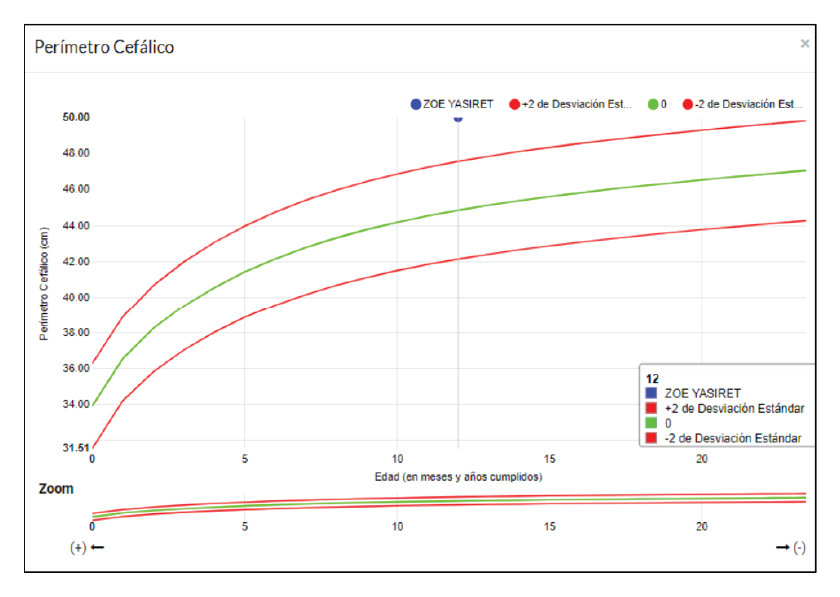 Perímetro Cefálico ×
ZOE YASIRET +2 de Desviación Est... 0 -2 de Desviación Est...
50.00
48.00
46.00
44.00
42.00
40.00
38.00
36.00
34.00
31.51
Perímetro Cefálico (cm)
12
ZOE YASIRET
+2 de Desviación Estándar
0
-2 de Desviación Estándar
0 5 10 15 20
Edad (en meses y años cumplidos)
Zoom
0 5 10 15 20
(+) ← → (-)